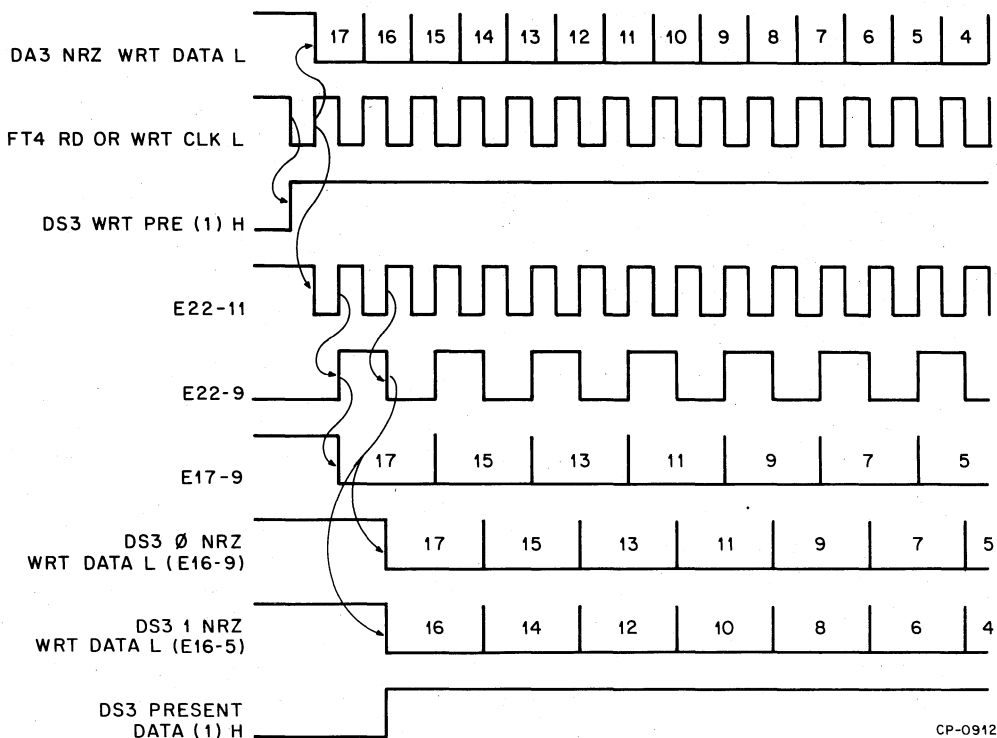 DA3 NRZ WRT DATA L
17 16 15 14 13 12 11 10 9 8 7 6 5 4
FT4 RD OR WRT CLK L
DS3 WRT PRE (1) H
E22-11
E22-9
E17-9
17 15 13 11 9 7 5
DS3 Ø NRZ
WRT DATA L (E16-9)
17 15 13 11 9 7 5
DS3 1 NRZ
WRT DATA L (E16-5)
16 14 12 10 8 6 4
DS3 PRESENT
DATA (1) H
CP-0912